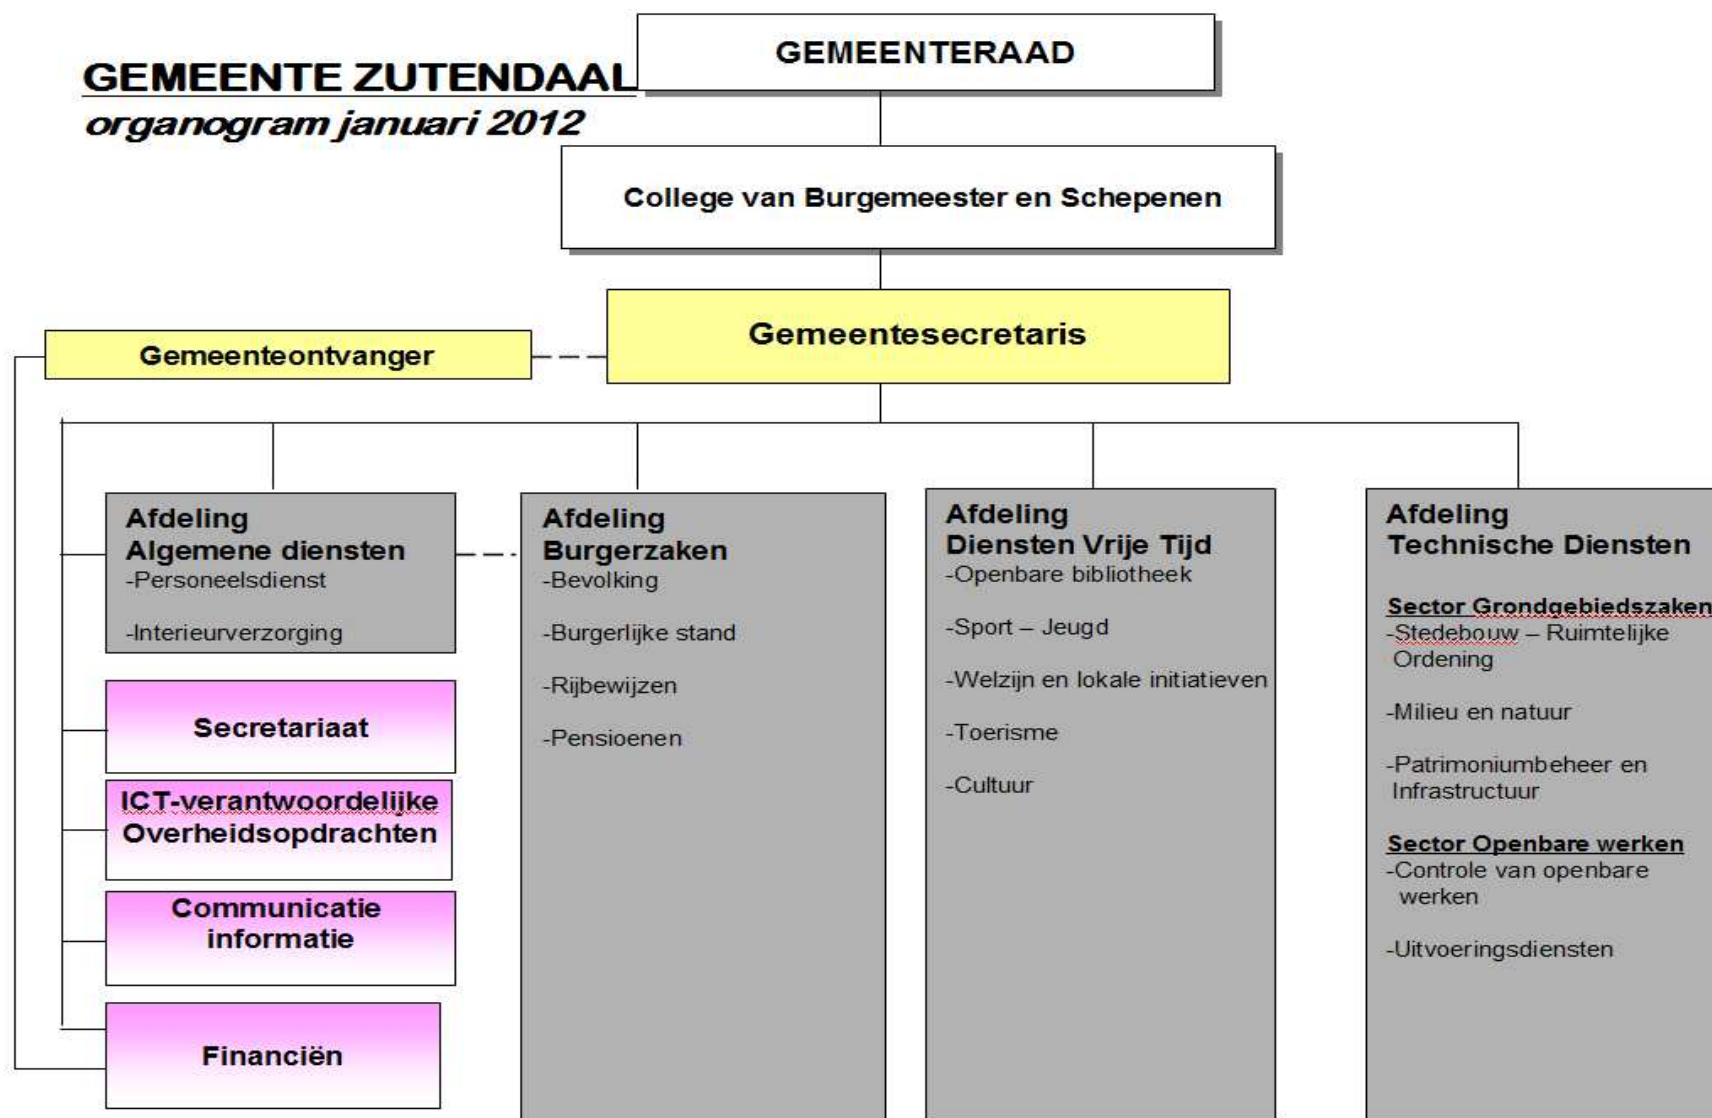 GEMEENTE ZUTENDAAL
organogram januari 2012
GEMEENTERAAD
College van Burgemeester en Schepenen
Gemeentesecretaris
Gemeenteontvanger
Afdeling
Algemene diensten
-Personeelsdienst
-Interieurverzorging
Secretariaat
ICT-verantwoordelijke
Overheidsopdrachten
Communicatie
informatie
Financiën
Afdeling
Burgerzaken
-Bevolking
-Burgerlijke stand
-Rijbewijzen
-Pensioenen
Afdeling
Diensten Vrije Tijd
-Openbare bibliotheek
-Sport – Jeugd
-Welzijn en lokale initiatieven
-Toerisme
-Cultuur
Afdeling
Technische Diensten
Sector Grondgebiedszaken
-Stedebouw – Ruimtelijke
Ordening
-Milieu en natuur
-Patrimoniumbeheer en
Infrastructuur
Sector Openbare werken
-Controle van openbare
werken
-Uitvoeringsdiensten